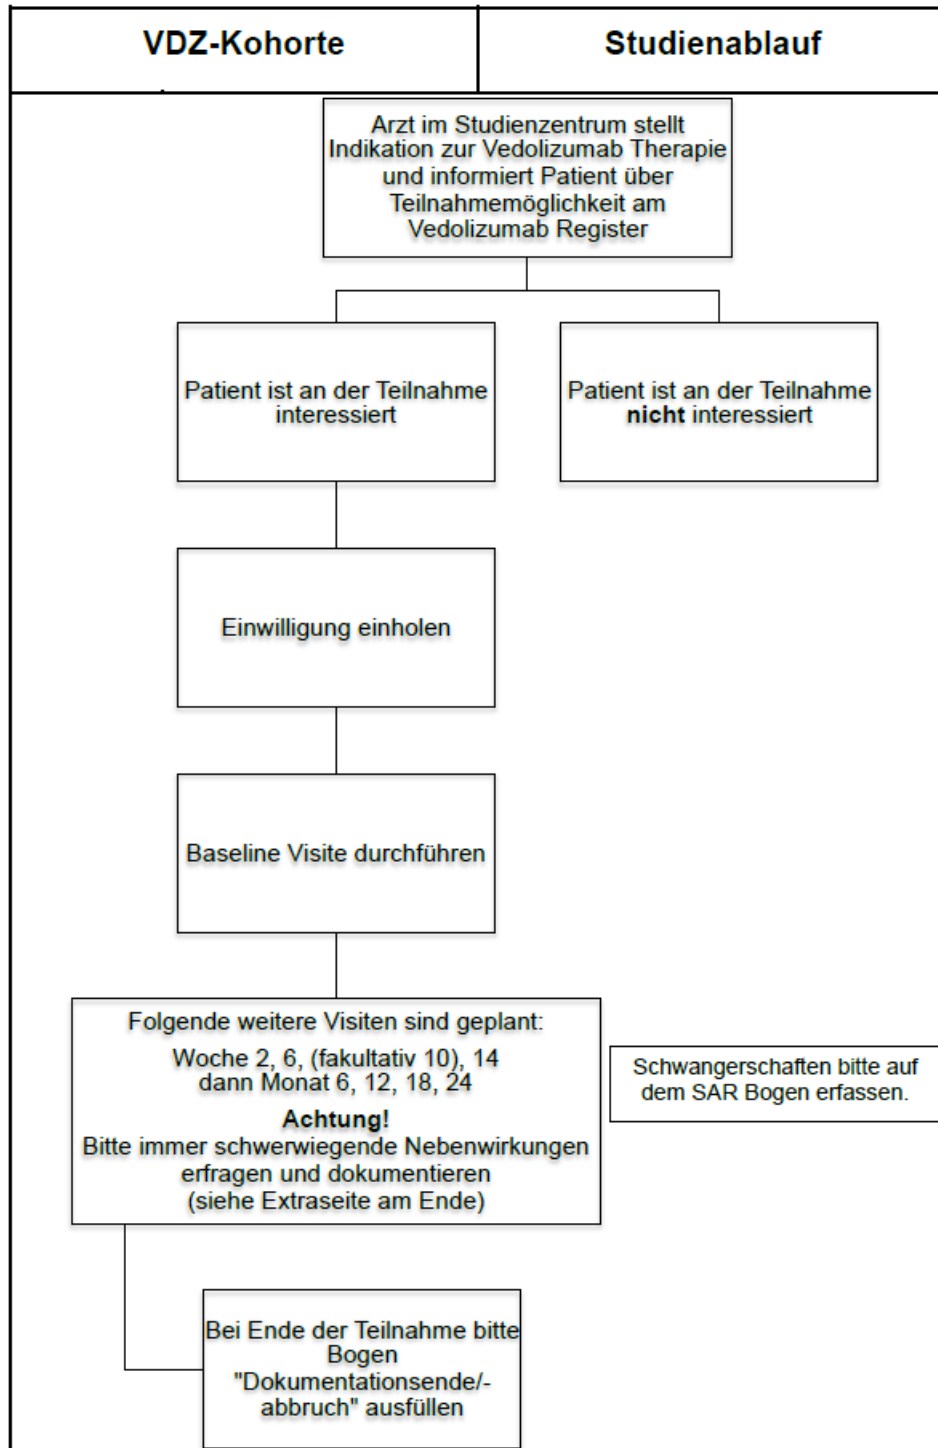 VDZ-Kohorte
Studienablauf
Arzt im Studienzentrum stellt
Indikation zur Vedolizumab Therapie
und informiert Patient über
Teilnahmemöglichkeit am
Vedolizumab Register
Patient ist an der Teilnahme
interessiert
Patient ist an der Teilnahme
nicht interessiert
Einwilligung einholen
Baseline Visite durchführen
Folgende weitere Visiten sind geplant:
Woche 2, 6, (fakultativ 10), 14
dann Monat 6, 12, 18, 24
Achtung!
Bitte immer schwerwiegende Nebenwirkungen
erfragen und dokumentieren
(siehe Extraseite am Ende)
Schwangerschaften bitte auf
dem SAR Bogen erfassen.
Bei Ende der Teilnahme bitte
Bogen
"Dokumentationsende/-
abbruch" ausfüllen